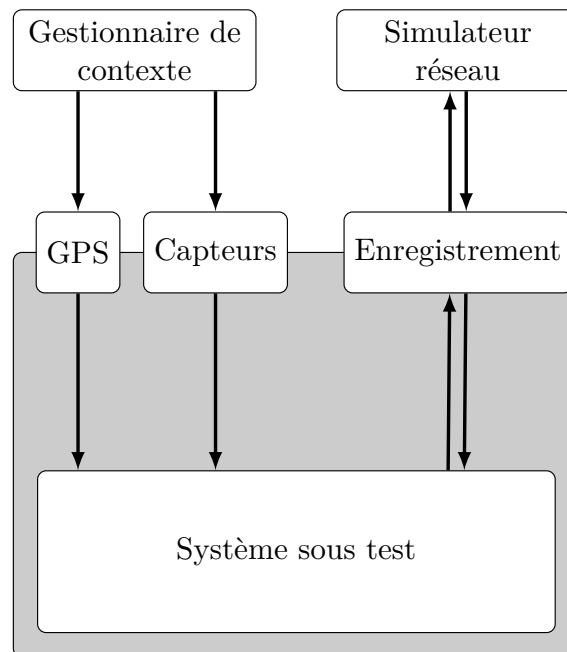 Gestionnaire de
contexte
Simulateur
réseau
GPS
Capteurs
Enregistrement
Système sous test